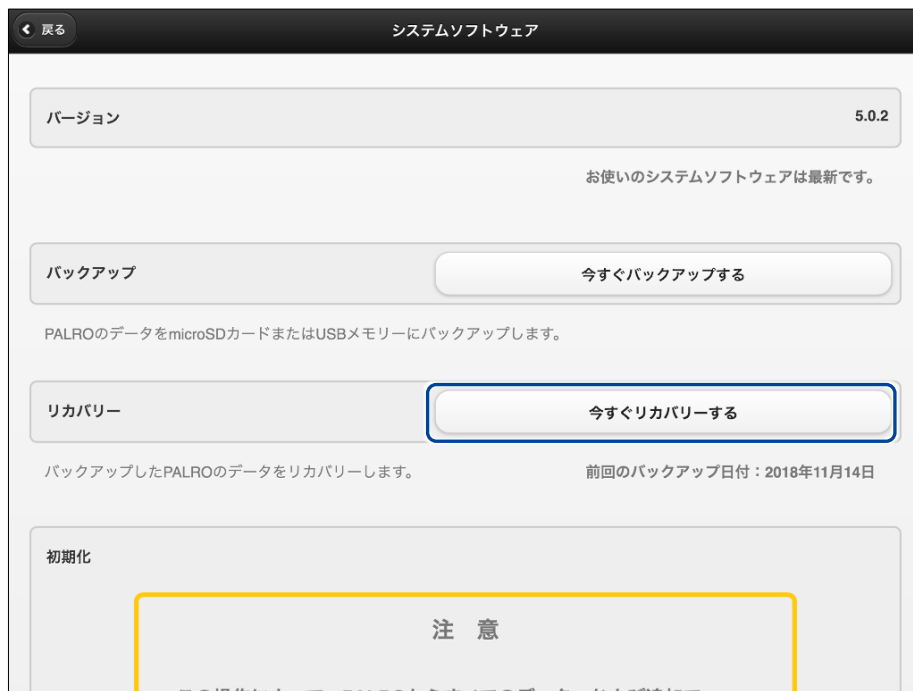 戻る
システムソフトウェア
バージョン 5.0.2
お使いのシステムソフトウェアは最新です。
バックアップ 今すぐバックアップする
PALROのデータをmicroSDカードまたはUSBメモリーにバックアップします。
リカバリー 今すぐリカバリーする
バックアップしたPALROのデータをリカバリーします。 前回のバックアップ日付：2018年11月14日
初期化
注 意